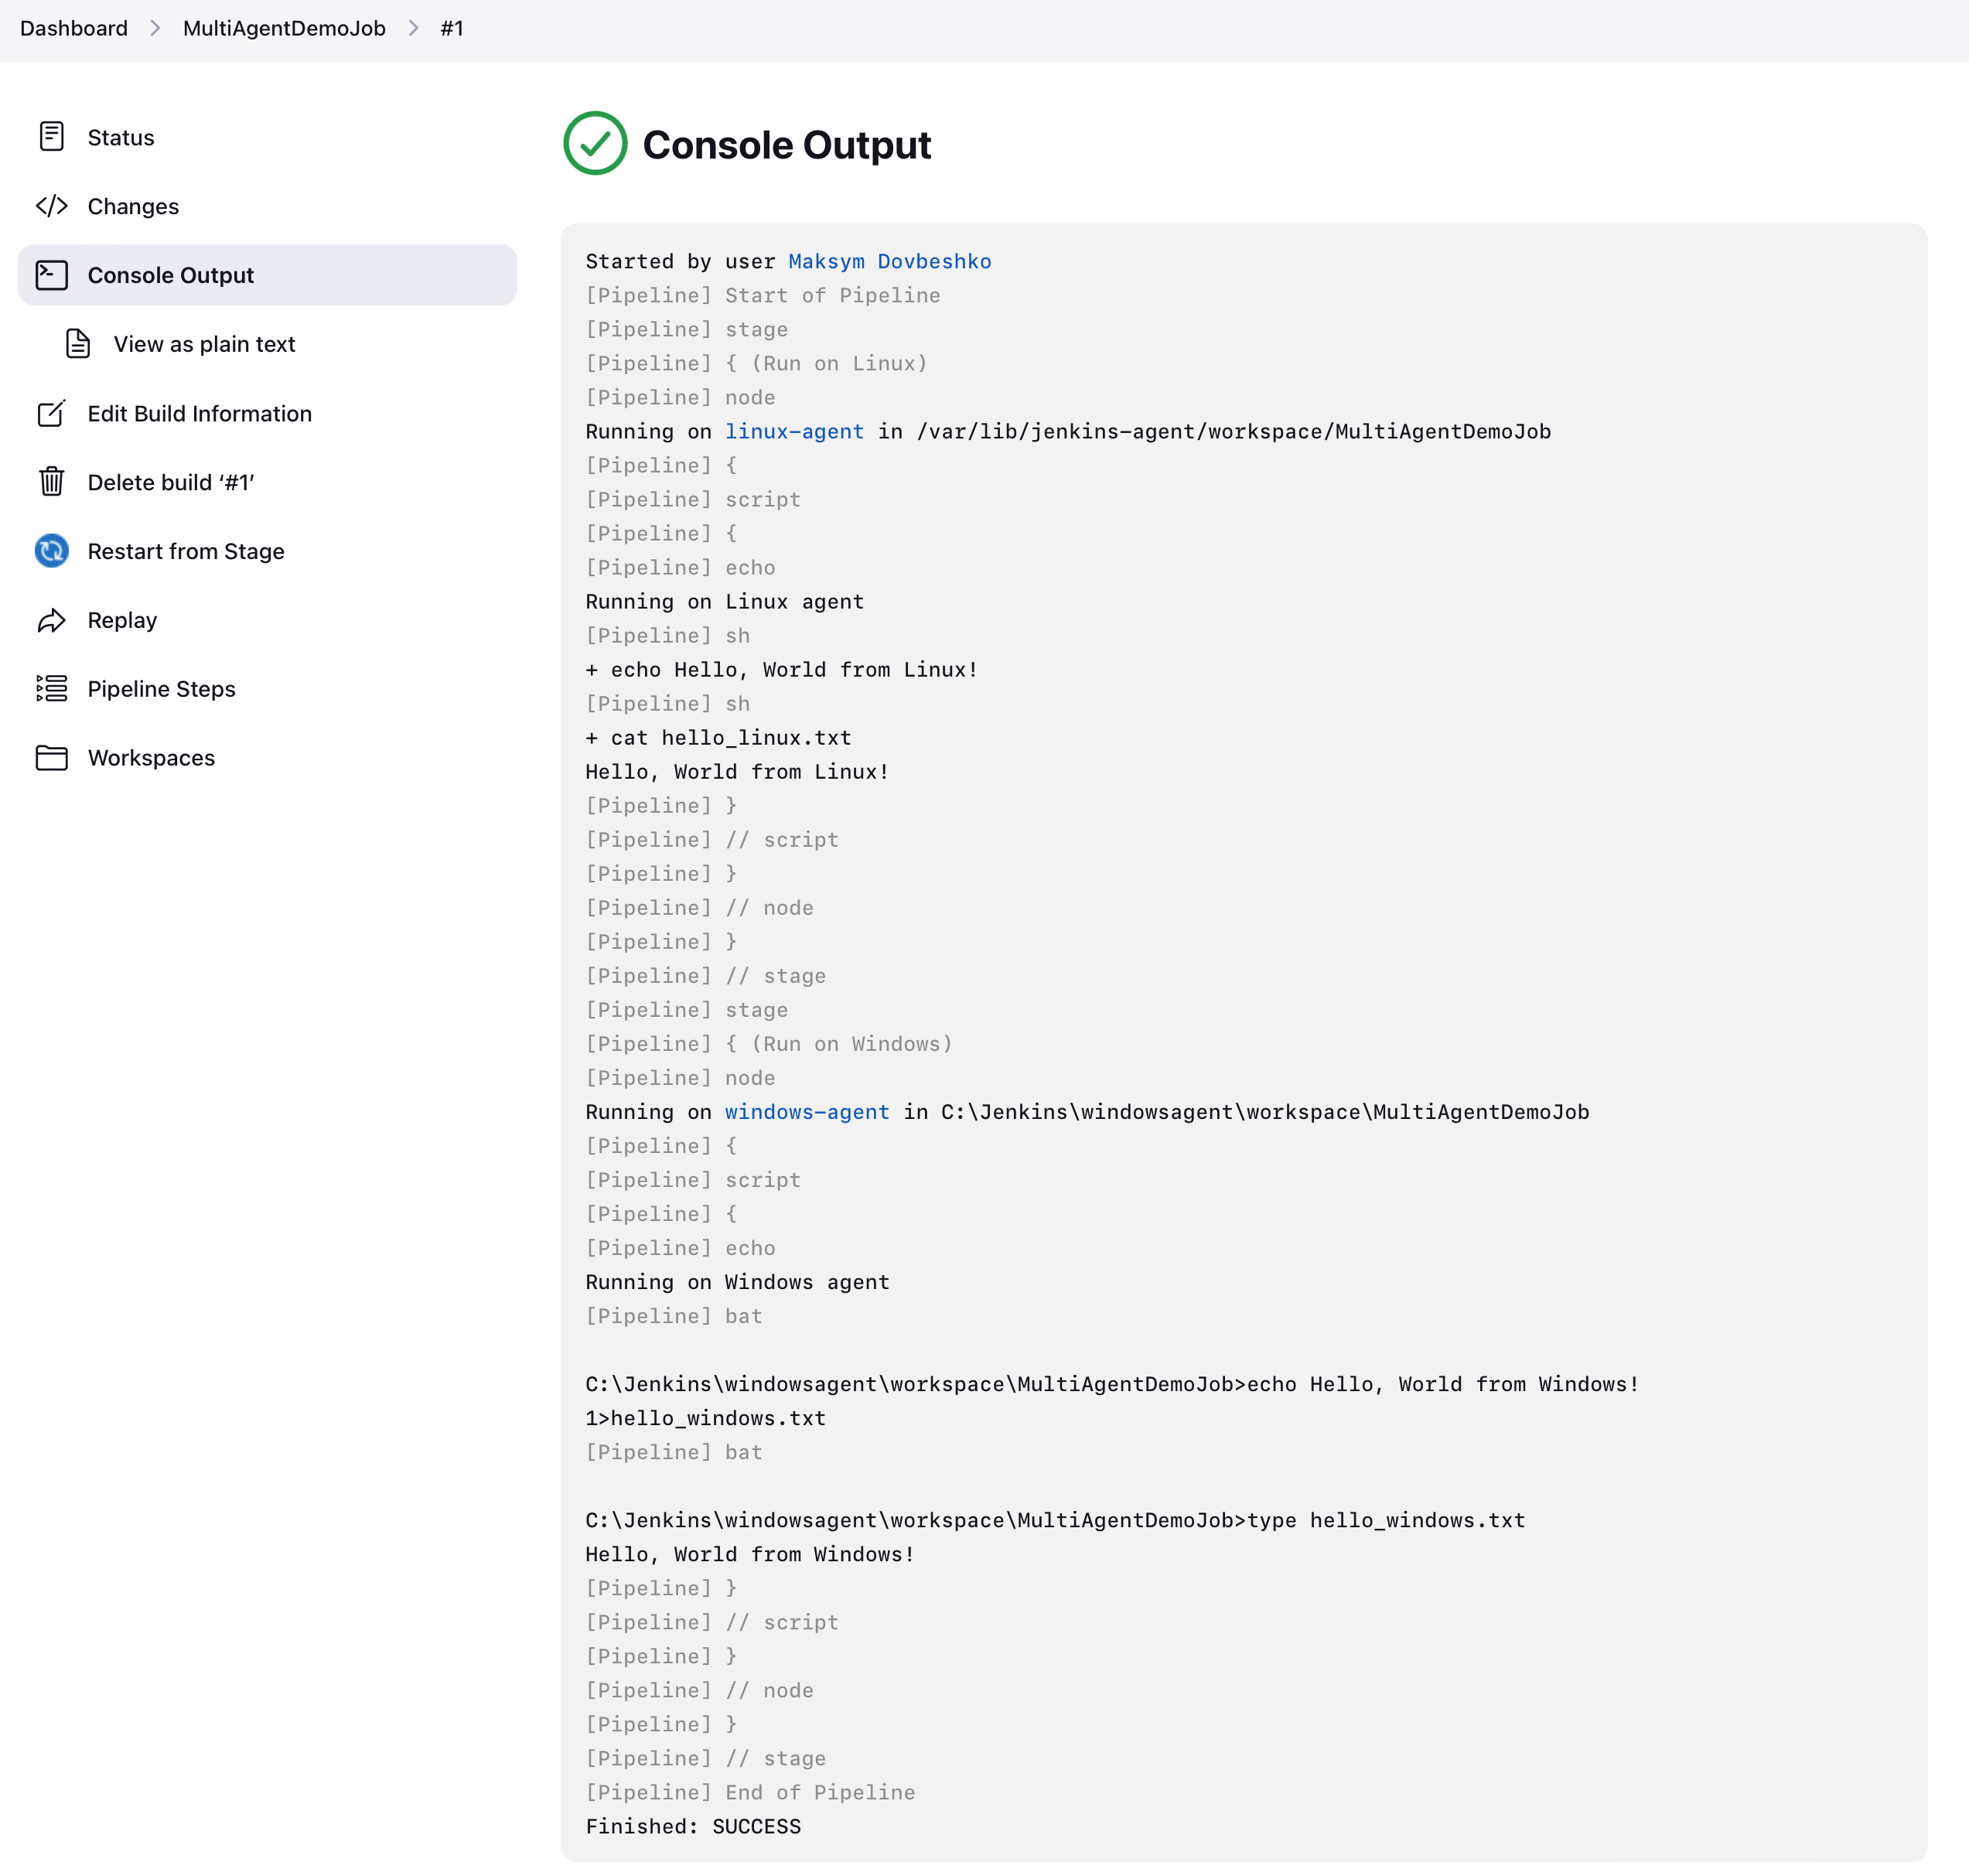 Dashboard > MultiAgentDemoJob > #1
Status
Changes
Console Output
View as plain text
Edit Build Information
Delete build ‘#1’
Restart from Stage
Replay
Pipeline Steps
Workspaces
Console Output
Started by user Maksym Dovbeshko
[Pipeline] Start of Pipeline
[Pipeline] stage
[Pipeline] { (Run on Linux)
[Pipeline] node
Running on linux-agent in /var/lib/jenkins-agent/workspace/MultiAgentDemoJob
[Pipeline] {
[Pipeline] script
[Pipeline] {
[Pipeline] echo
Running on Linux agent
[Pipeline] sh
+ echo Hello, World from Linux!
[Pipeline] sh
+ cat hello_linux.txt
Hello, World from Linux!
[Pipeline] }
[Pipeline] // script
[Pipeline] }
[Pipeline] // node
[Pipeline] }
[Pipeline] // stage
[Pipeline] stage
[Pipeline] { (Run on Windows)
[Pipeline] node
Running on windows-agent in C:\Jenkins\windowsagent\workspace\MultiAgentDemoJob
[Pipeline] {
[Pipeline] script
[Pipeline] {
[Pipeline] echo
Running on Windows agent
[Pipeline] bat
C:\Jenkins\windowsagent\workspace\MultiAgentDemoJob>echo Hello, World from Windows!
1>hello_windows.txt
[Pipeline] bat
C:\Jenkins\windowsagent\workspace\MultiAgentDemoJob>type hello_windows.txt
Hello, World from Windows!
[Pipeline] }
[Pipeline] // script
[Pipeline] }
[Pipeline] // node
[Pipeline] }
[Pipeline] // stage
[Pipeline] End of Pipeline
Finished: SUCCESS